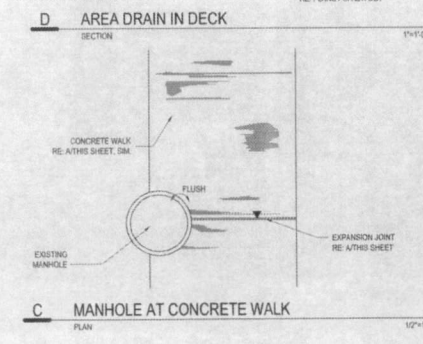 D AREA DRAIN IN DECK
SECTION
CONCRETE WALK
RE: A/THIS SHEET, SIM.
FLUSH
EXPANSION JOINT
RE: A/THIS SHEET
EXISTING
MANHOLE
C MANHOLE AT CONCRETE WALK
PLAN